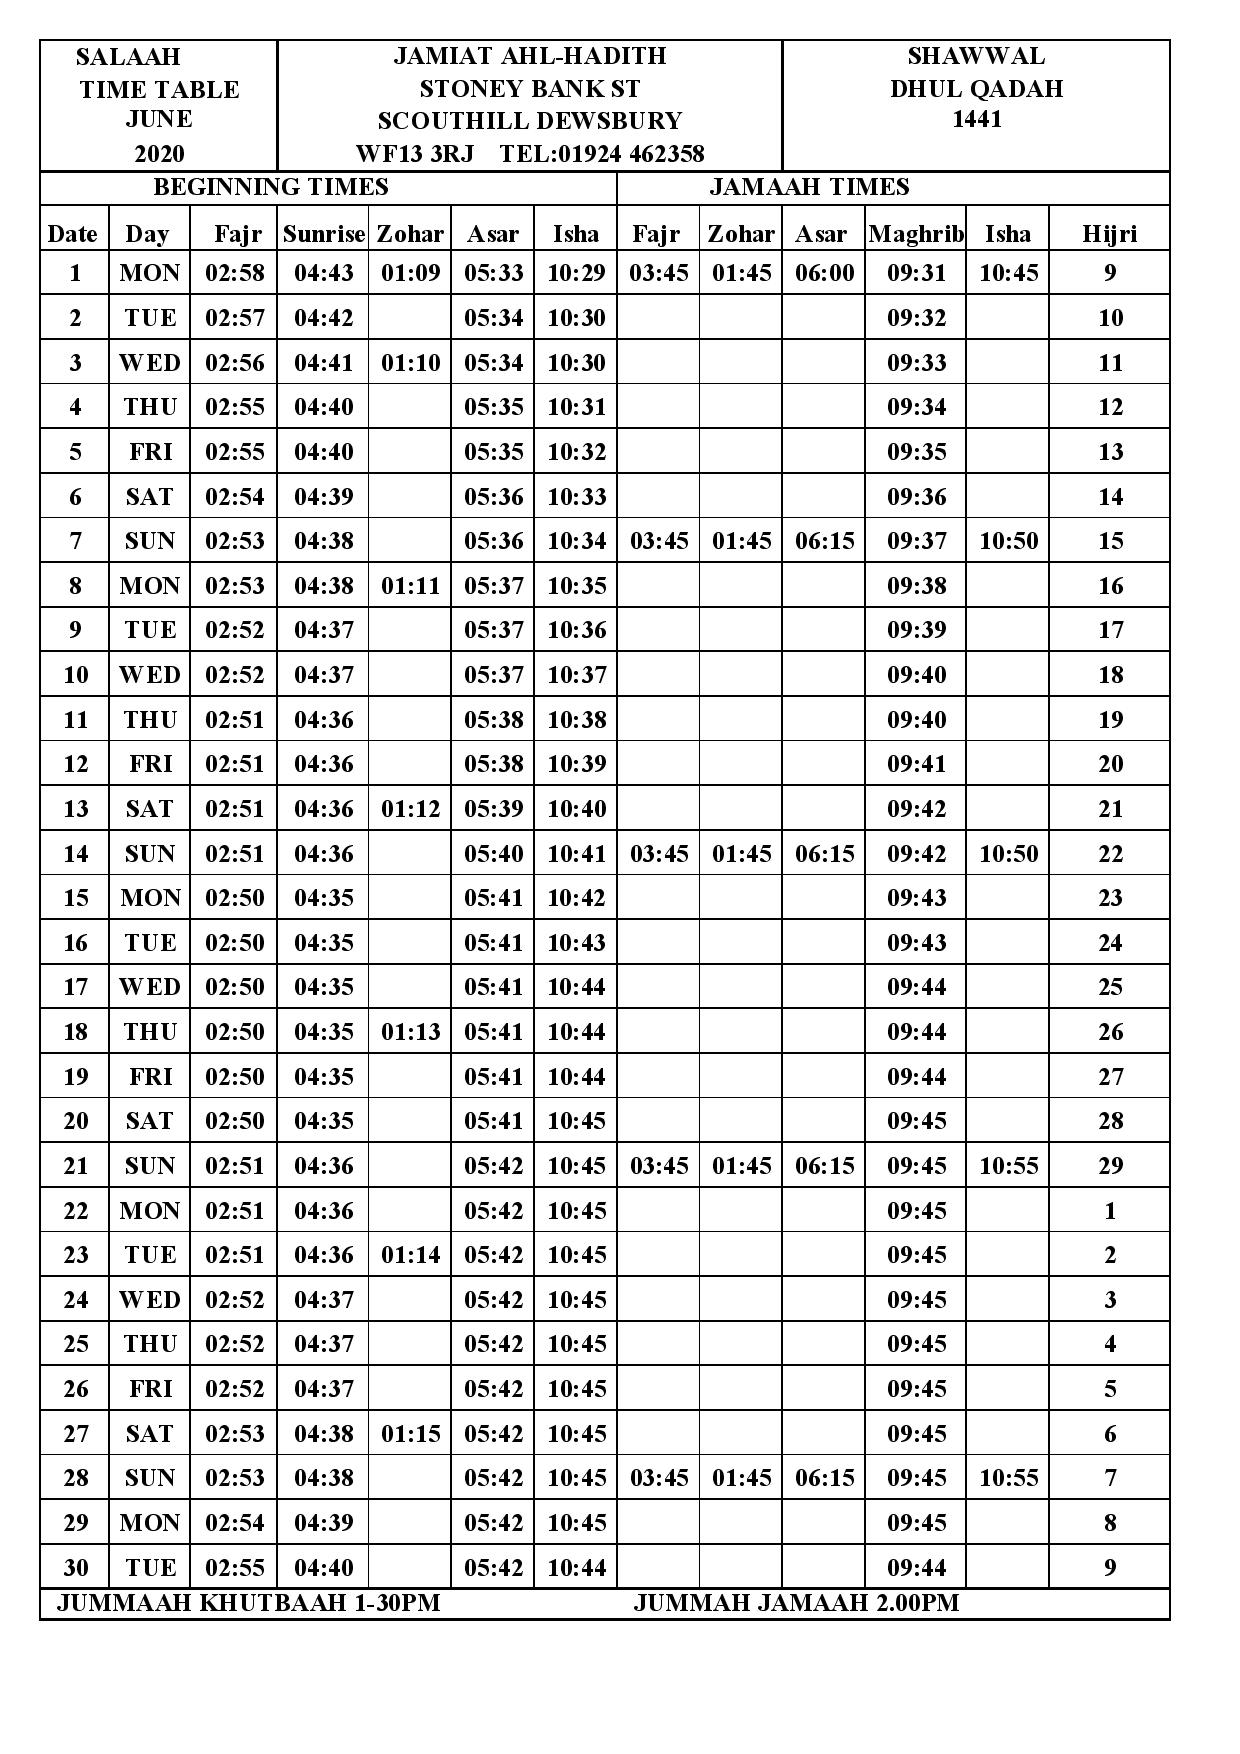 SALAAH
TIME TABLE
JUNE
2020
JAMIAT AHL-HADITH
STONEY BANK ST
SCOUTHILL DEWSBURY
WF13 3RJ TEL:01924 462358
SHAWWAL
DHUL QADAH
1441
BEGINNING TIMES JAMAAH TIMES
Date Day Fajr Sunrise Zohar Asar Isha Fajr Zohar Asar Maghrib Isha Hijri
1 MON 02:58 04:43 01:09 05:33 10:29 03:45 01:45 06:00 09:31 10:45 9
2 TUE 02:57 04:42 05:34 10:30 09:32 10
3 WED 02:56 04:41 01:10 05:34 10:30 09:33 11
4 THU 02:55 04:40 05:35 10:31 09:34 12
5 FRI 02:55 04:40 05:35 10:32 09:35 13
6 SAT 02:54 04:39 05:36 10:33 09:36 14
7 SUN 02:53 04:38 05:36 10:34 03:45 01:45 06:15 09:37 10:50 15
8 MON 02:53 04:38 01:11 05:37 10:35 09:38 16
9 TUE 02:52 04:37 05:37 10:36 09:39 17
10 WED 02:52 04:37 05:37 10:37 09:40 18
11 THU 02:51 04:36 05:38 10:38 09:40 19
12 FRI 02:51 04:36 05:38 10:39 09:41 20
13 SAT 02:51 04:36 01:12 05:39 10:40 09:42 21
14 SUN 02:51 04:36 05:40 10:41 03:45 01:45 06:15 09:42 10:50 22
15 MON 02:50 04:35 05:41 10:42 09:43 23
16 TUE 02:50 04:35 05:41 10:43 09:43 24
17 WED 02:50 04:35 05:41 10:44 09:44 25
18 THU 02:50 04:35 01:13 05:41 10:44 09:44 26
19 FRI 02:50 04:35 05:41 10:44 09:44 27
20 SAT 02:50 04:35 05:41 10:45 09:45 28
21 SUN 02:51 04:36 05:42 10:45 03:45 01:45 06:15 09:45 10:55 29
22 MON 02:51 04:36 05:42 10:45 09:45 1
23 TUE 02:51 04:36 01:14 05:42 10:45 09:45 2
24 WED 02:52 04:37 05:42 10:45 09:45 3
25 THU 02:52 04:37 05:42 10:45 09:45 4
26 FRI 02:52 04:37 05:42 10:45 09:45 5
27 SAT 02:53 04:38 01:15 05:42 10:45 09:45 6
28 SUN 02:53 04:38 05:42 10:45 03:45 01:45 06:15 09:45 10:55 7
29 MON 02:54 04:39 05:42 10:45 09:45 8
30 TUE 02:55 04:40 05:42 10:44 09:44 9
JUMMAAH KHUTBAAH 1-30PM JUMMAH JAMAAH 2.00PM